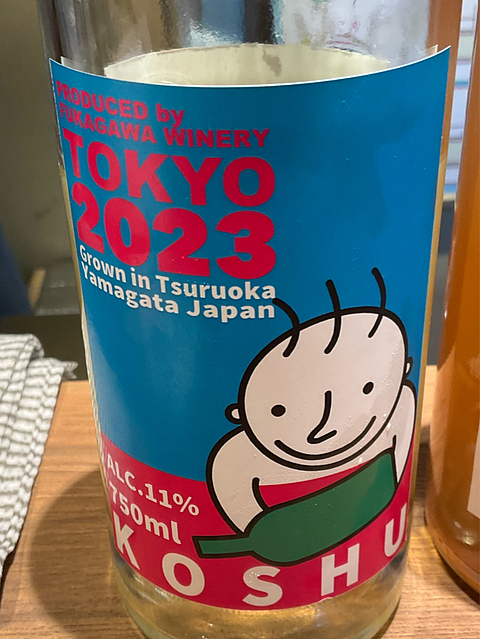 PRODUCED by
FUKAGAWA WINERY
TOKYO
2023
Grown in Tsuruoka
Yamagata Japan
ALC.11%
750ml
KOSHU